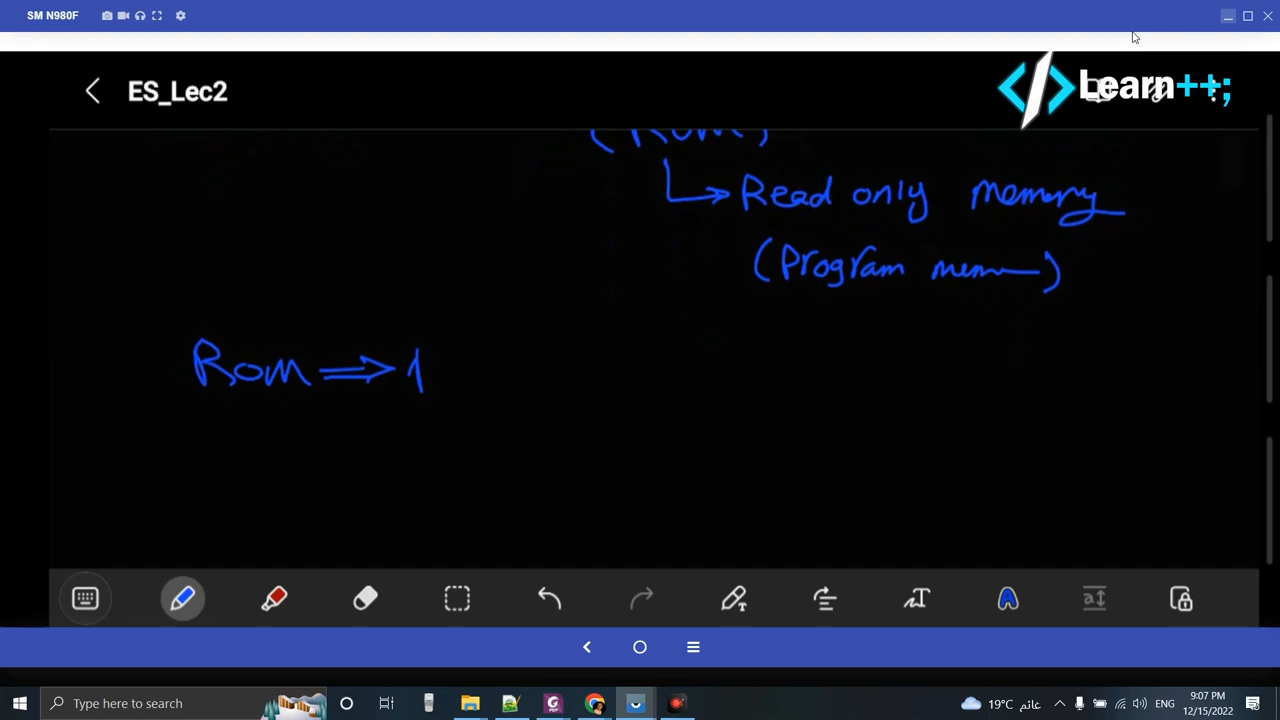 SM N980F
ES_Lec2
</> Learn++;
(Rom)
Read only memory
(Program mem)
Rom ⇒ 1
Type here to search
19°C غائم
ENG
9:07 PM
12/15/2022